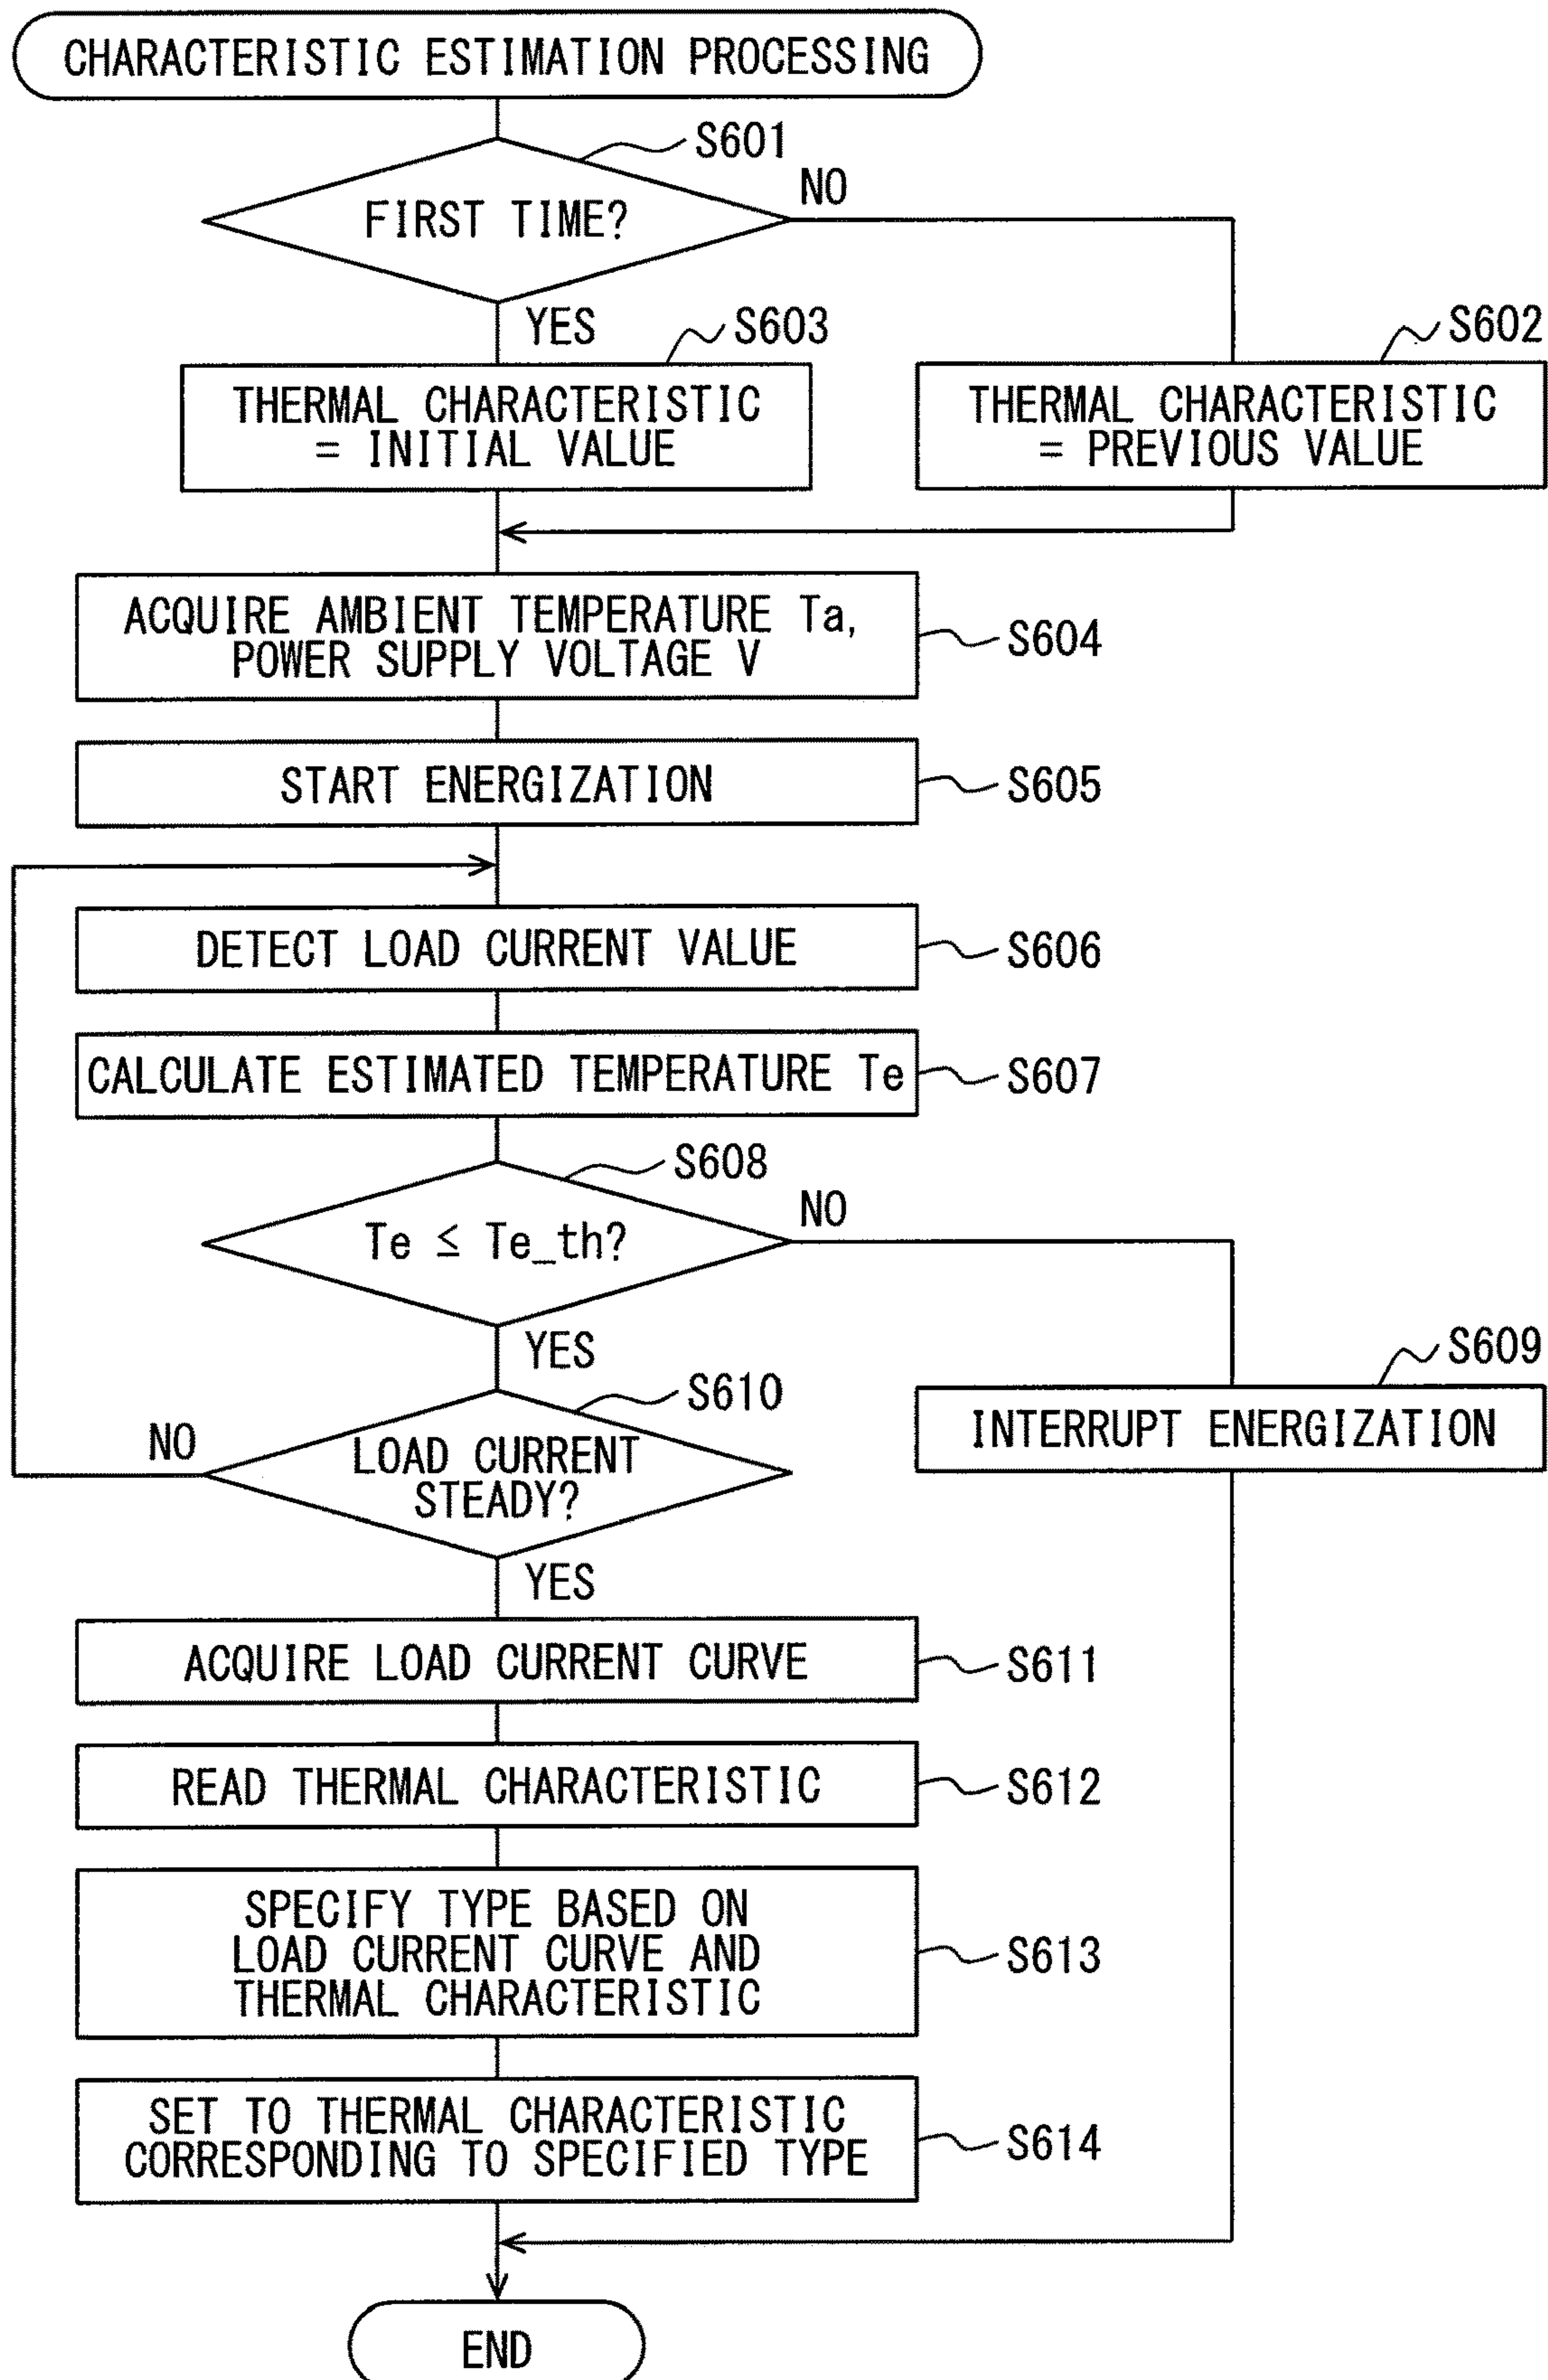 CHARACTERISTIC ESTIMATION PROCESSING
S601
FIRST TIME?
NO
YES
S603
S602
THERMAL CHARACTERISTIC
= INITIAL VALUE
THERMAL CHARACTERISTIC
= PREVIOUS VALUE
ACQUIRE AMBIENT TEMPERATURE Ta,
POWER SUPPLY VOLTAGE V
S604
START ENERGIZATION
S605
DETECT LOAD CURRENT VALUE
S606
CALCULATE ESTIMATED TEMPERATURE Te
S607
S608
Te ≤ Te_th?
NO
YES
S609
INTERRUPT ENERGIZATION
S610
NO
LOAD CURRENT
STEADY?
YES
ACQUIRE LOAD CURRENT CURVE
S611
READ THERMAL CHARACTERISTIC
S612
SPECIFY TYPE BASED ON
LOAD CURRENT CURVE AND
THERMAL CHARACTERISTIC
S613
SET TO THERMAL CHARACTERISTIC
CORRESPONDING TO SPECIFIED TYPE
S614
END